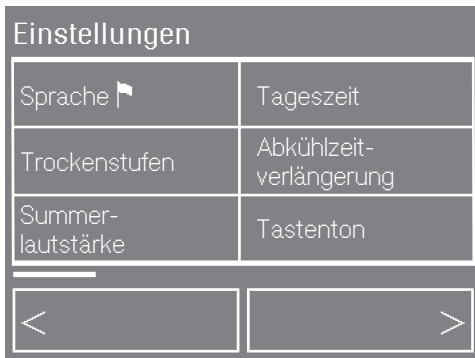 Einstellungen
Sprache
Tageszeit
Trockenstufen
Abkühlzeit-
verlängerung
Summer-
lautstärke
Tastenton
< >